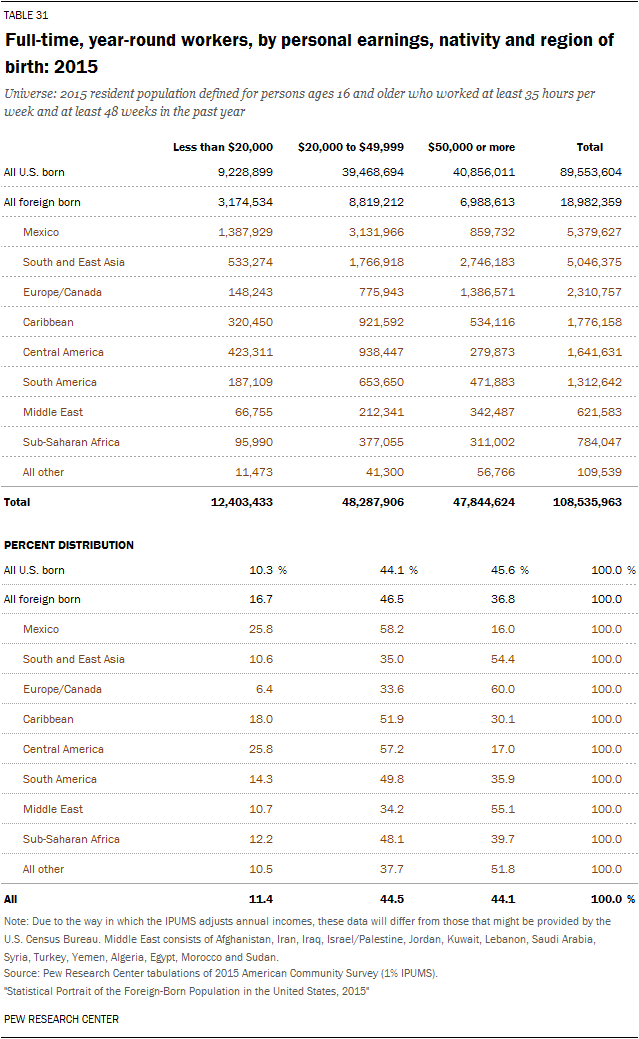 TABLE 31
Full-time, year-round workers, by personal earnings, nativity and region of
birth: 2015
Universe: 2015 resident population defined for persons ages 16 and older who worked at least 35 hours per
week and at least 48 weeks in the past year
Less than $20,000 $20,000 to $49,999 $50,000 or more Total
All U.S. born 9,228,899 39,468,694 40,856,011 89,553,604
All foreign born 3,174,534 8,819,212 6,988,613 18,982,359
Mexico 1,387,929 3,131,966 859,732 5,379,627
South and East Asia 533,274 1,766,918 2,746,183 5,046,375
Europe/Canada 148,243 775,943 1,386,571 2,310,757
Caribbean 320,450 921,592 534,116 1,776,158
Central America 423,311 938,447 279,873 1,641,631
South America 187,109 653,650 471,883 1,312,642
Middle East 66,755 212,341 342,487 621,583
Sub-Saharan Africa 95,990 377,055 311,002 784,047
All other 11,473 41,300 56,766 109,539
Total 12,403,433 48,287,906 47,844,624 108,535,963
PERCENT DISTRIBUTION
All U.S. born 10.3 % 44.1 % 45.6 % 100.0 %
All foreign born 16.7 46.5 36.8 100.0
Mexico 25.8 58.2 16.0 100.0
South and East Asia 10.6 35.0 54.4 100.0
Europe/Canada 6.4 33.6 60.0 100.0
Caribbean 18.0 51.9 30.1 100.0
Central America 25.8 57.2 17.0 100.0
South America 14.3 49.8 35.9 100.0
Middle East 10.7 34.2 55.1 100.0
Sub-Saharan Africa 12.2 48.1 39.7 100.0
All other 10.5 37.7 51.8 100.0
All 11.4 44.5 44.1 100.0 %
Note: Due to the way in which the IPUMS adjusts annual incomes, these data will differ from those that might be provided by the
U.S. Census Bureau. Middle East consists of Afghanistan, Iran, Iraq, Israel/Palestine, Jordan, Kuwait, Lebanon, Saudi Arabia,
Syria, Turkey, Yemen, Algeria, Egypt, Morocco and Sudan.
Source: Pew Research Center tabulations of 2015 American Community Survey (1% IPUMS).
"Statistical Portrait of the Foreign-Born Population in the United States, 2015"
PEW RESEARCH CENTER